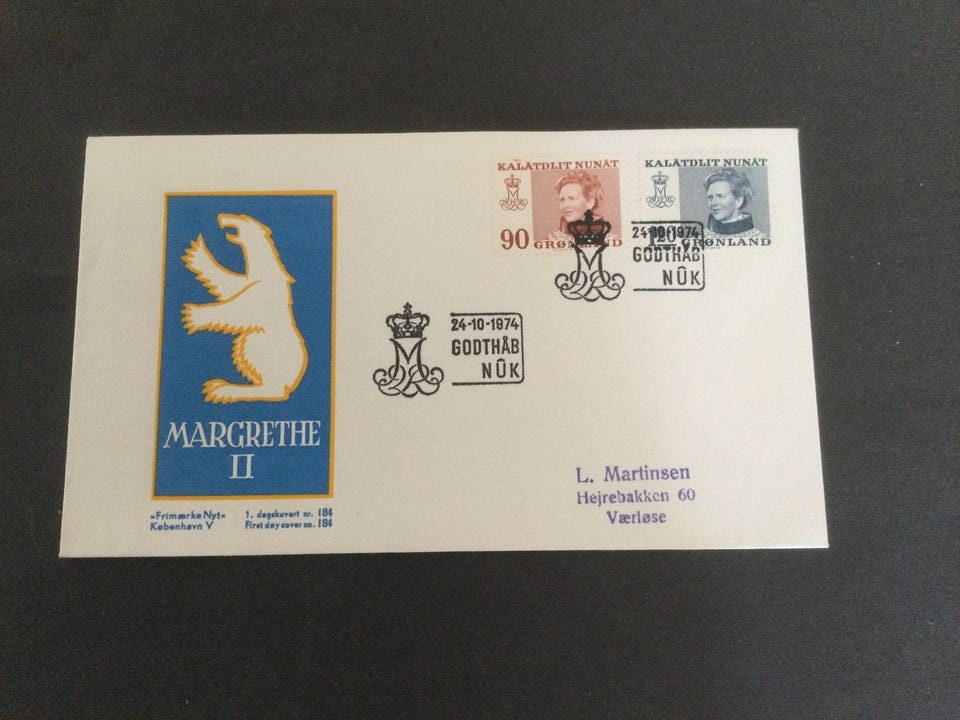 KALÂTDLIT NUNÂT
90 GRØNLAND
KALÂTDLIT NUNÂT
120 GRØNLAND
24-10-1974
GODTHÅB
NÛK
24-10-1974
GODTHÅB
NÛK
MARGRETHE
II
»Frimærke Nyt«
København V
1. dagskuvert nr. 184
First day cover no. 184
L. Martinsen
Hejrebakken 60
Værløse